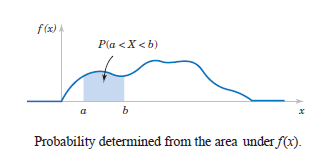 f(x)
P(a < X < b)
a
b
x
Probability determined from the area under f(x).